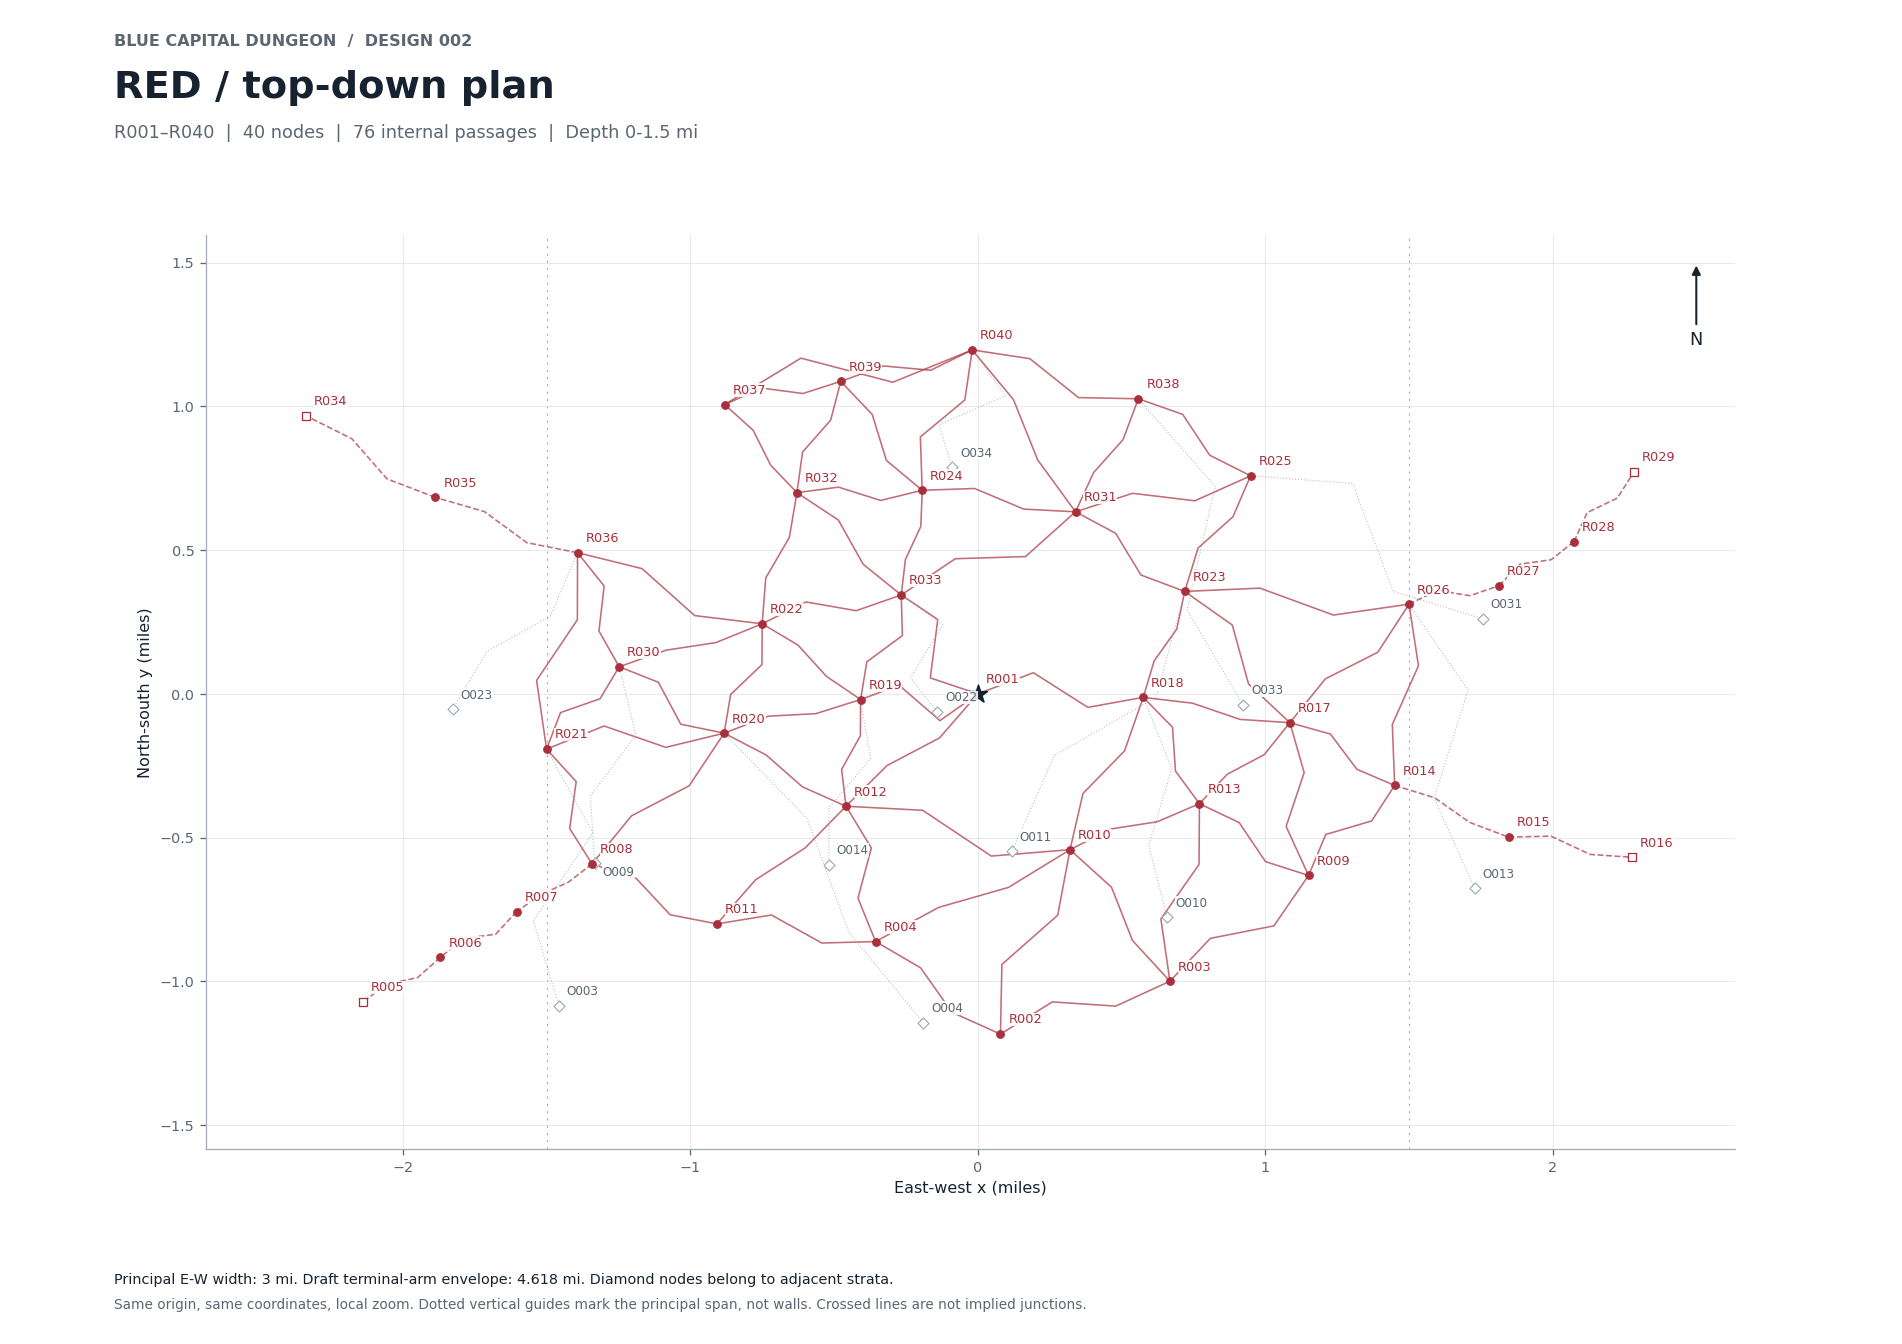 BLUE CAPITAL DUNGEON / DESIGN 002
RED / top-down plan
R001–R040 | 40 nodes | 76 internal passages | Depth 0-1.5 mi
1.5
1.0
0.5
0.0
−0.5
−1.0
−1.5
North-south y (miles)
N
R040
R039
R037
R038
R034
O034
R025
R029
R035
R032
R024
R031
R028
R036
R033
R023
R027
R026
O031
R022
R030
R001
R019
R018
O023
O022
O033
R017
R020
R021
R014
R012
R013
R015
R016
R008
O009
O014
O011
R010
R009
O013
R007
R011
O010
R004
R006
R003
R005
O003
O004
R002
−2
−1
0
1
2
East-west x (miles)
Principal E-W width: 3 mi. Draft terminal-arm envelope: 4.618 mi. Diamond nodes belong to adjacent strata.
Same origin, same coordinates, local zoom. Dotted vertical guides mark the principal span, not walls. Crossed lines are not implied junctions.